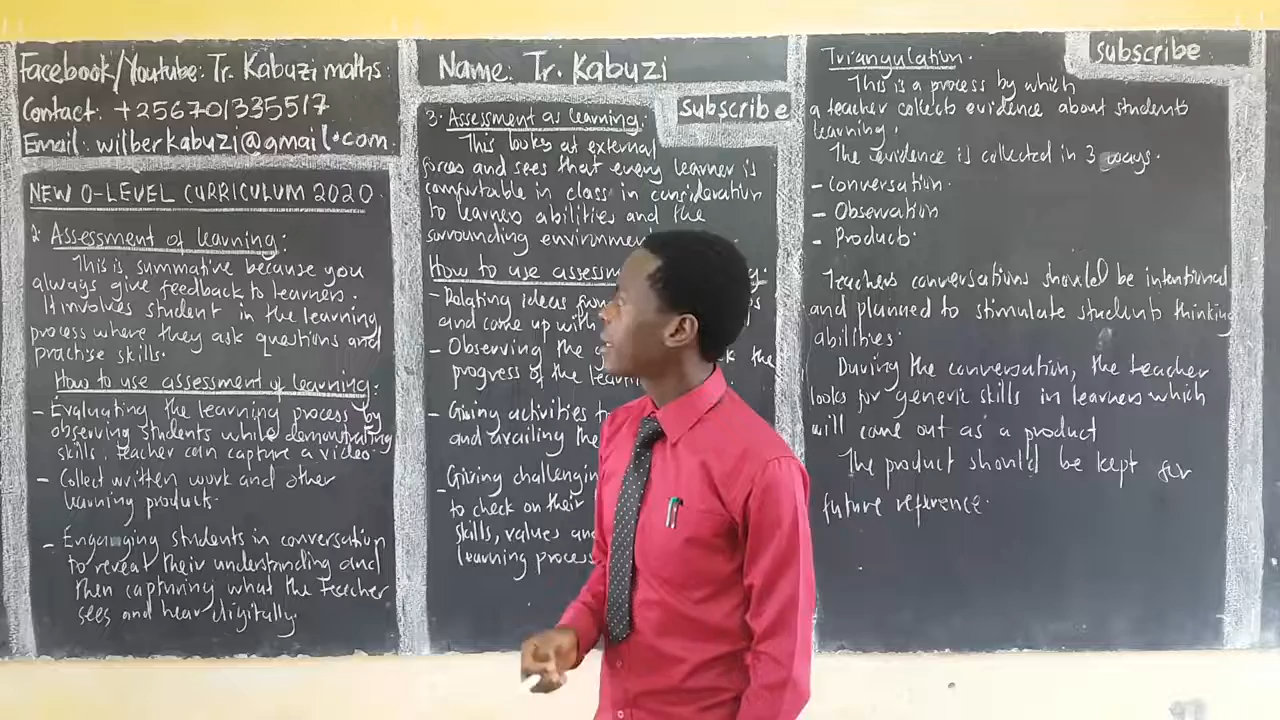 Facebook/Youtube: Tr. Kabuzi maths
Contact: +256701335517
Email: wilberkabuzi@gmail.com
NEW O-LEVEL CURRICULUM 2020
2. Assessment of learning:
This is summative because you
always give feedback to learners.
It involves student in the learning
process where they ask questions and
practise skills.
How to use assessment of learning:
- Evaluating the learning process by
observing students while demonstrating
skills, teacher can capture a video.
- Collect written work and other
learning products.
- Enganging students in conversation
to reveat their understanding and
then capturing what the teacher
sees and hear digitally.
Name: Tr. Kabuzi
subscribe
3. Assessment as learning:
This looks at external
forces and sees that every learner is
comfortable in class in consideration
to learners abilities and the
surrounding environment
How to use assessm
- Relating ideas
and come up with
- Observing the
the
progress of the learn
- Giving activities
and availing the
- Giving challengin
to check on their
skills, values and
learning process
subscribe
Triangulation.
This is a process by which
a teacher collects evidence about students
learning.
The evidence is collected in 3 ways.
- Conversation.
- Observation
- Products.
Teachers conversations should be intentional
and planned to stimulate students thinking
abilities.
During the conversation, the teacher
looks for generic skills in learners which
will come out as a product
The product should be kept for
future reference.